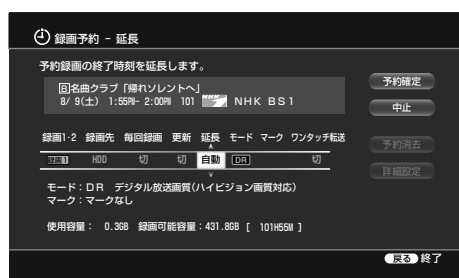 録画予約 - 延長
予約録画の終了時刻を延長します。
予約確定
囲名曲クラブ「帰れソレントへ」
8/ 9(土) 1:55PM- 2:00PM 101 NHK NHK BS1
中止
録画1･2 録画先 毎回録画 更新 延長 モード マーク ワンタッチ転送
予約消去
録画1 HDD 切 切 自動 DR 切
詳細設定
モード：DR デジタル放送画質(ハイビジョン画質対応)
マーク：マークなし
使用容量： 0.3GB 録画可能容量：431.8GB [ 101H55M ]
戻る 終了